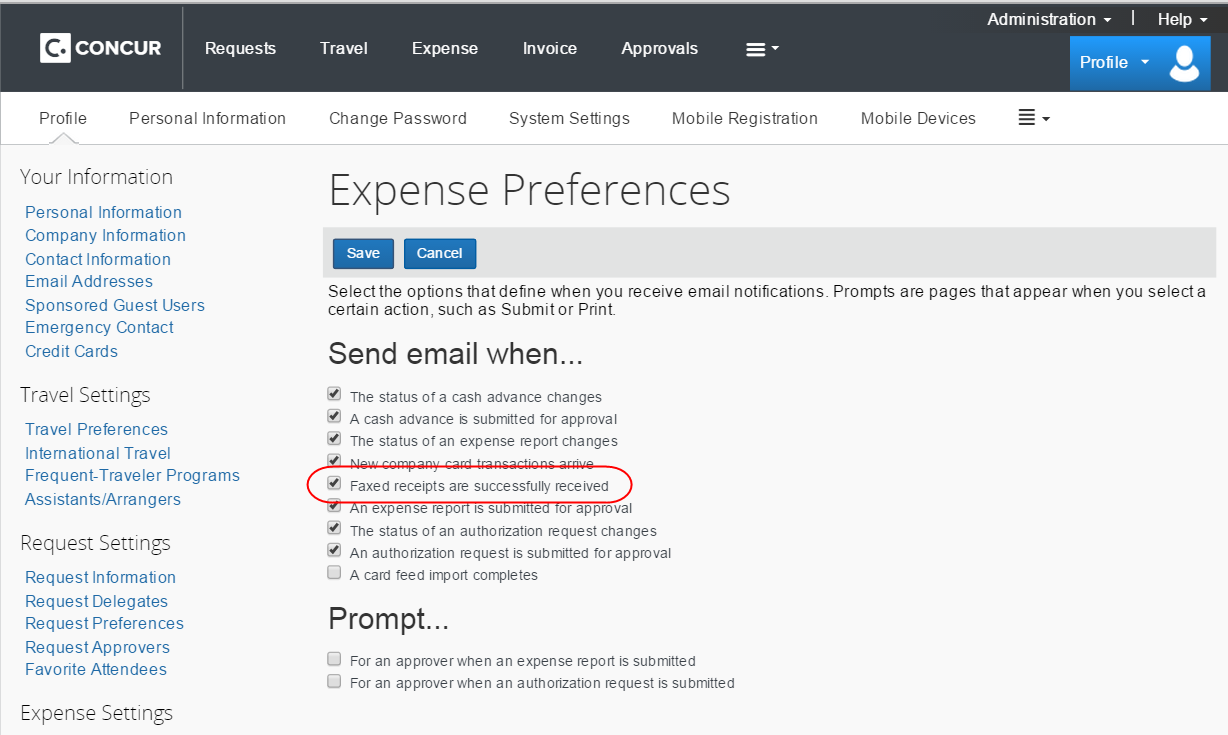 Administration | Help
C. CONCUR Requests Travel Expense Invoice Approvals
Profile
Profile Personal Information Change Password System Settings Mobile Registration Mobile Devices
Your Information
Personal Information
Company Information
Contact Information
Email Addresses
Sponsored Guest Users
Emergency Contact
Credit Cards
Travel Settings
Travel Preferences
International Travel
Frequent-Traveler Programs
Assistants/Arrangers
Request Settings
Request Information
Request Delegates
Request Preferences
Request Approvers
Favorite Attendees
Expense Settings
Expense Preferences
Save Cancel
Select the options that define when you receive email notifications. Prompts are pages that appear when you select a
certain action, such as Submit or Print.
Send email when...
The status of a cash advance changes
A cash advance is submitted for approval
The status of an expense report changes
New company card transactions arrive
Faxed receipts are successfully received
An expense report is submitted for approval
The status of an authorization request changes
An authorization request is submitted for approval
A card feed import completes
Prompt...
For an approver when an expense report is submitted
For an approver when an authorization request is submitted